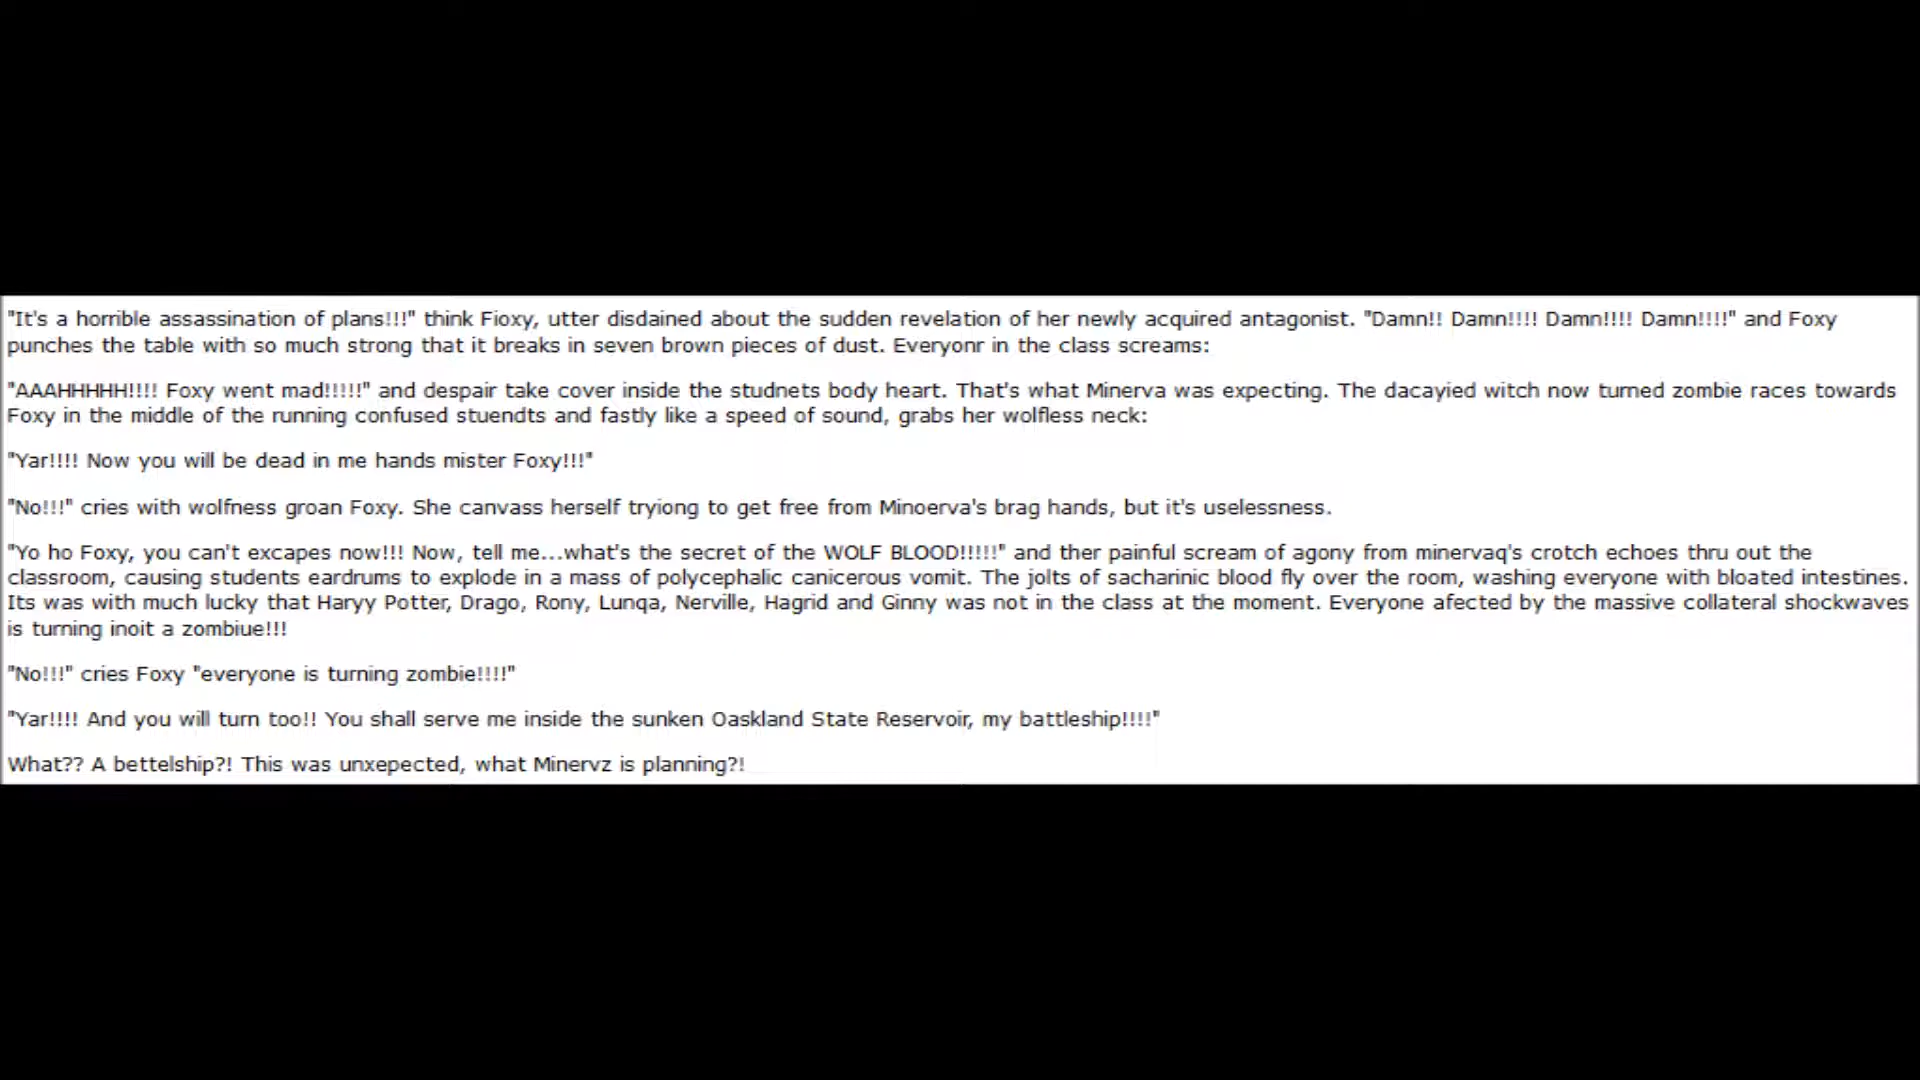 "It's a horrible assassination of plans!!!" think Fioxy, utter disdained about the sudden revelation of her newly acquired antagonist. "Damn!! Damn!!!! Damn!!!! Damn!!!!" and Foxy
punches the table with so much strong that it breaks in seven brown pieces of dust. Everyonr in the class screams:
"AAAHHHHH!!!! Foxy went mad!!!!!" and despair take cover inside the studnets body heart. That's what Minerva was expecting. The dacayied witch now turned zombie races towards
Foxy in the middle of the running confused stuendts and fastly like a speed of sound, grabs her wolfless neck:
"Yar!!!! Now you will be dead in me hands mister Foxy!!!"
"No!!!" cries with wolfness groan Foxy. She canvass herself tryiong to get free from Minoerva's brag hands, but it's uselessness.
"Yo ho Foxy, you can't excapes now!!! Now, tell me...what's the secret of the WOLF BLOOD!!!!!" and ther painful scream of agony from minervaq's crotch echoes thru out the
classroom, causing students eardrums to explode in a mass of polycephalic canicerous vomit. The jolts of sacharinic blood fly over the room, washing everyone with bloated intestines.
Its was with much lucky that Haryy Potter, Drago, Rony, Lunqa, Nerville, Hagrid and Ginny was not in the class at the moment. Everyone afected by the massive collateral shockwaves
is turning inoit a zombiue!!!
"No!!!" cries Foxy "everyone is turning zombie!!!!"
"Yar!!!! And you will turn too!! You shall serve me inside the sunken Oaskland State Reservoir, my battleship!!!!"
What?? A bettelship?! This was unxepected, what Minervz is planning?!